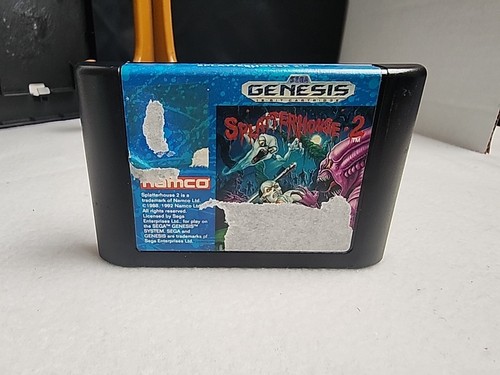 SPLATTERHOUSE 2
SEGA
GENESIS
16-BIT CARTRIDGE
SPLATTERHOUSE·2
namco
Splatterhouse 2 is a
trademark of Namco Ltd.
©1988, 1992 Namco Ltd.
All rights reserved.
Licensed by Sega
Enterprises Ltd. for play on
the SEGA™ GENESIS™
SYSTEM. SEGA and
GENESIS are trademarks of
Sega Enterprises Ltd.